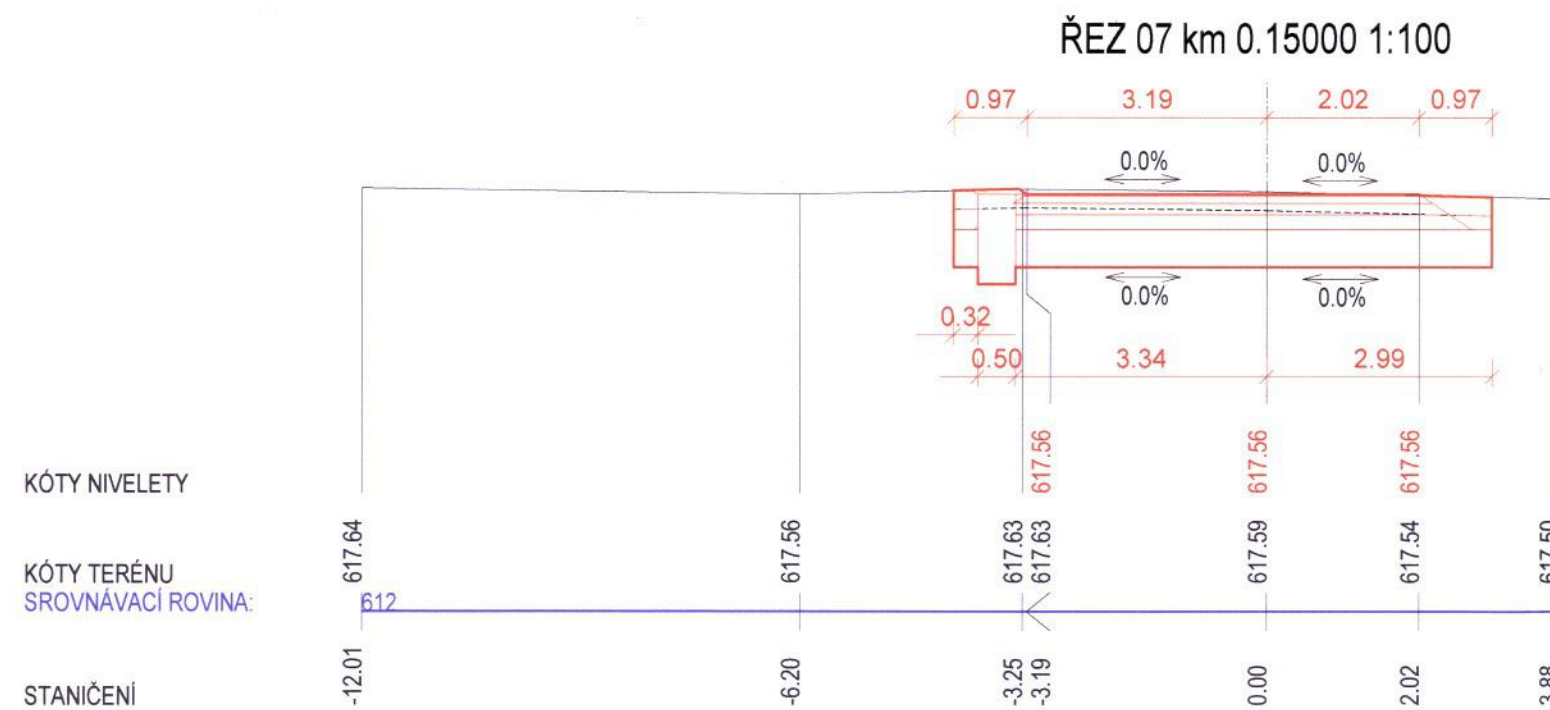 ŘEZ 07 km 0.15000 1:100
0.97 3.19 2.02 0.97
0.0% 0.0%
0.0% 0.0%
0.32
0.50 3.34 2.99
KÓTY NIVELETY 617.56 617.56 617.56
KÓTY TERÉNU 617.64 617.56 617.63 617.63 617.59 617.54
SROVNÁVACÍ ROVINA: 612
STANIČENÍ -12.01 -6.20 -3.25 -3.19 0.00 2.02